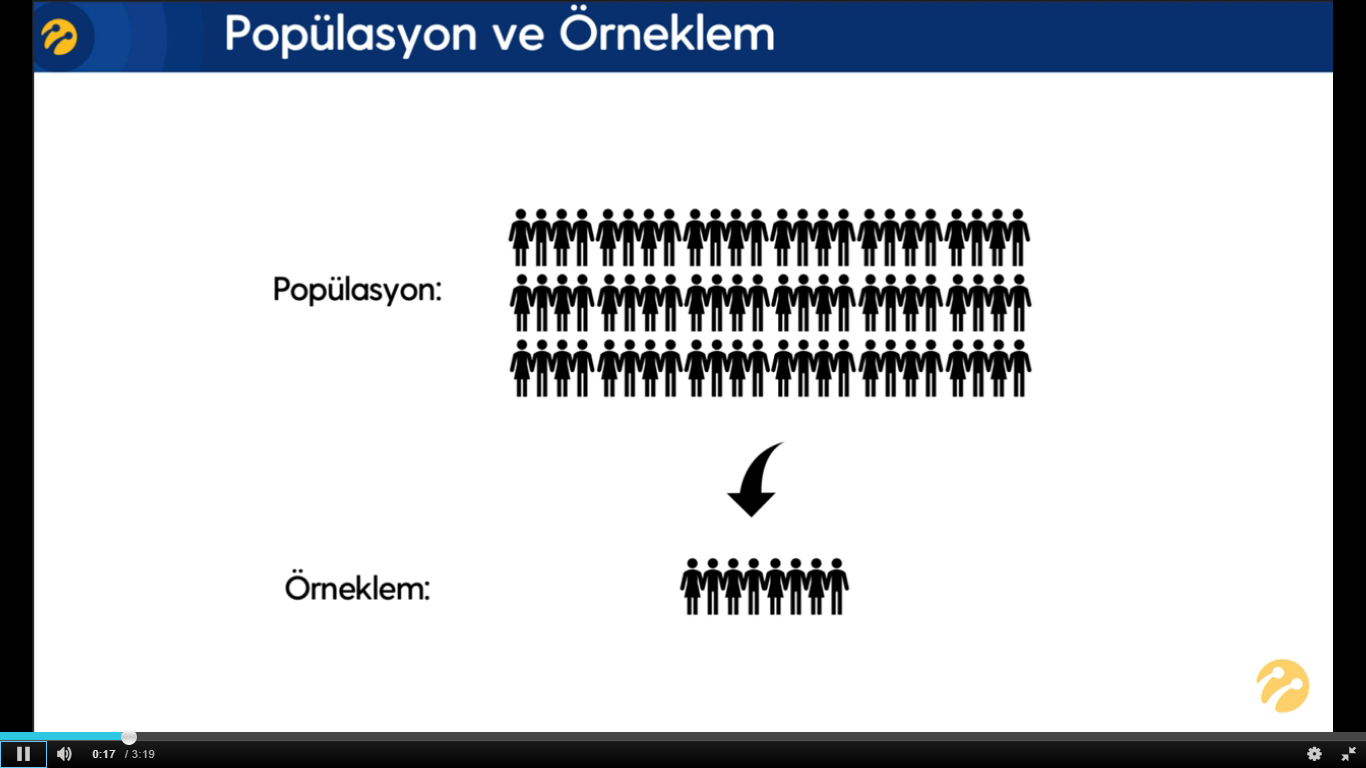 Popülasyon ve Örneklem
Popülasyon:
Örneklem:
0:17 / 3:19